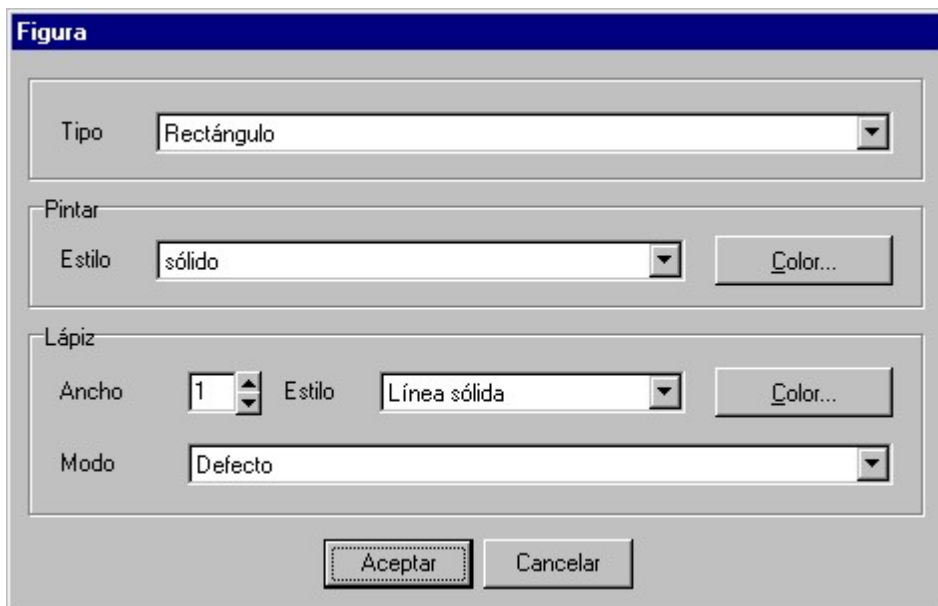 Figura
Tipo Rectángulo
Pintar
Estilo sólido Color...
Lápiz
Ancho 1 Estilo Línea sólida Color...
Modo Defecto
Aceptar Cancelar